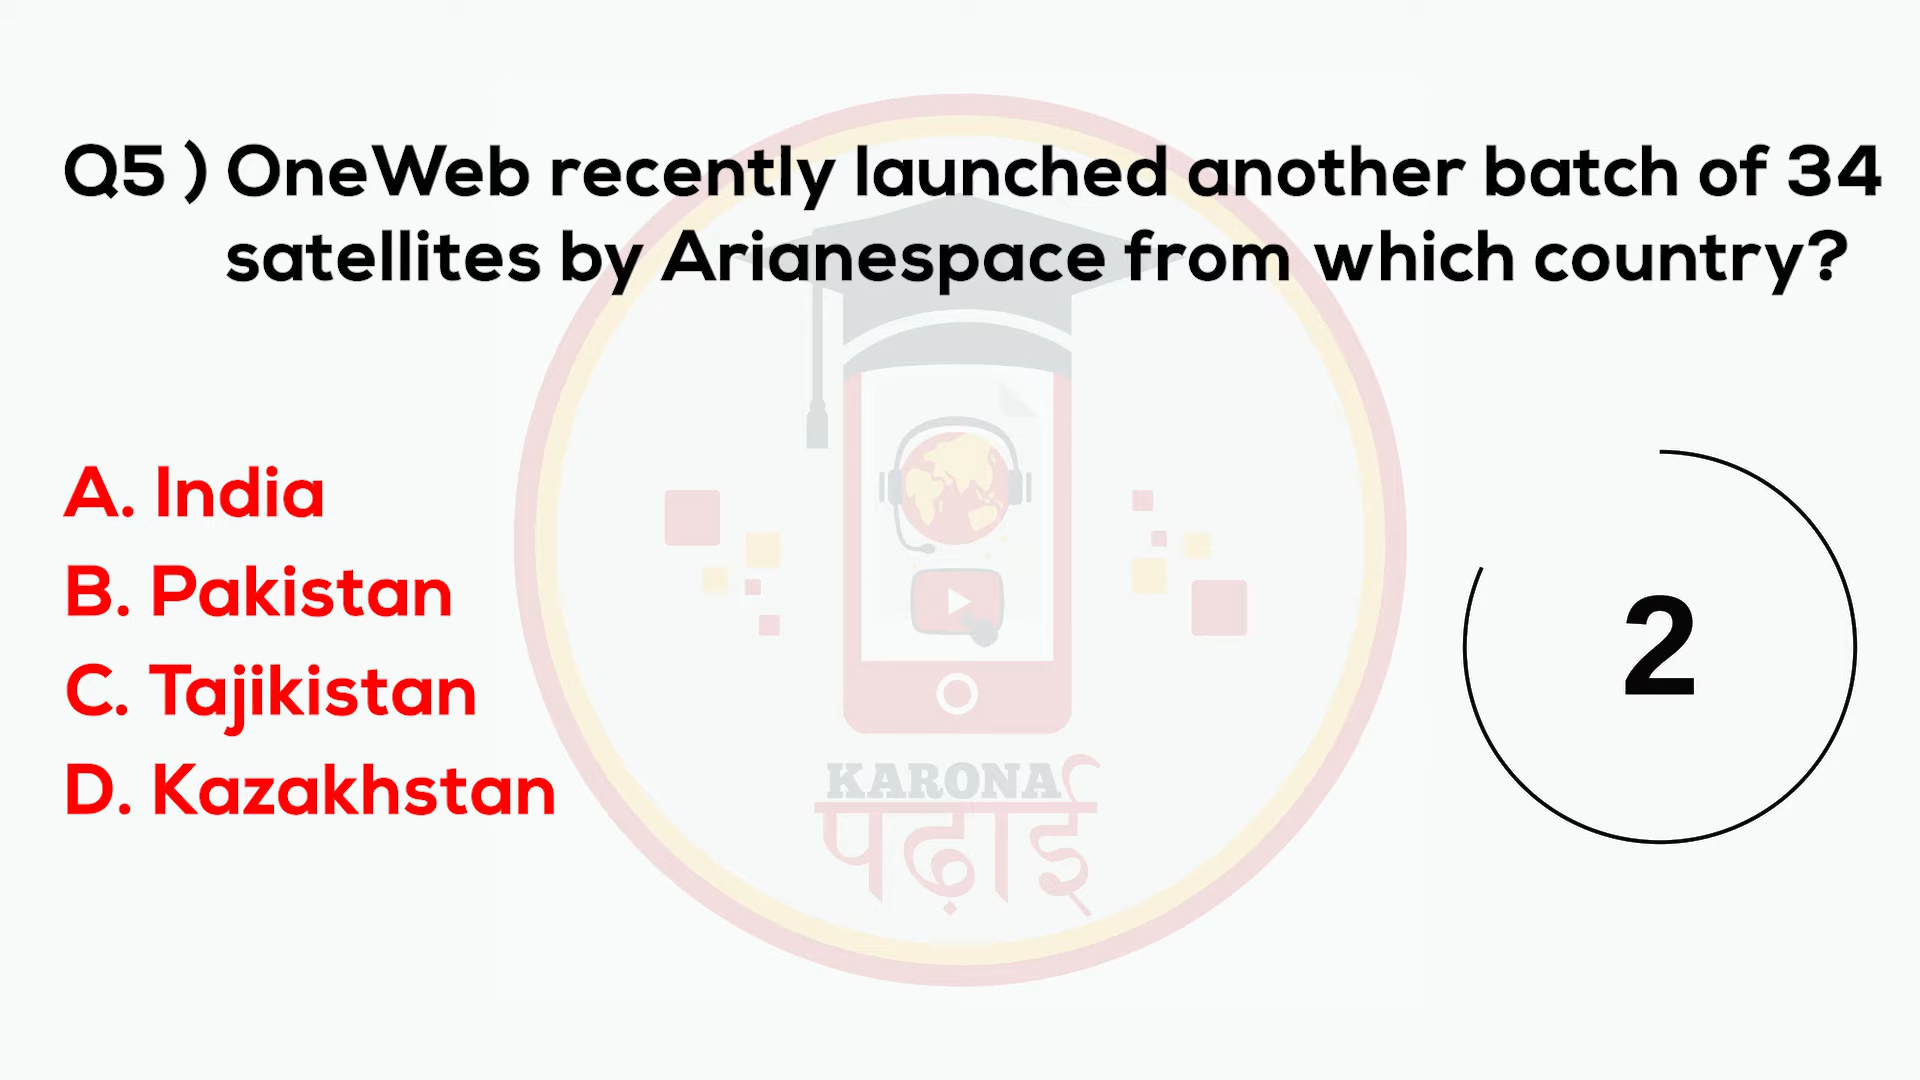 Q5 ) OneWeb recently launched another batch of 34
satellites by Arianespace from which country?
A. India
B. Pakistan
C. Tajikistan
D. Kazakhstan
2
KARONA
पढ़ाई